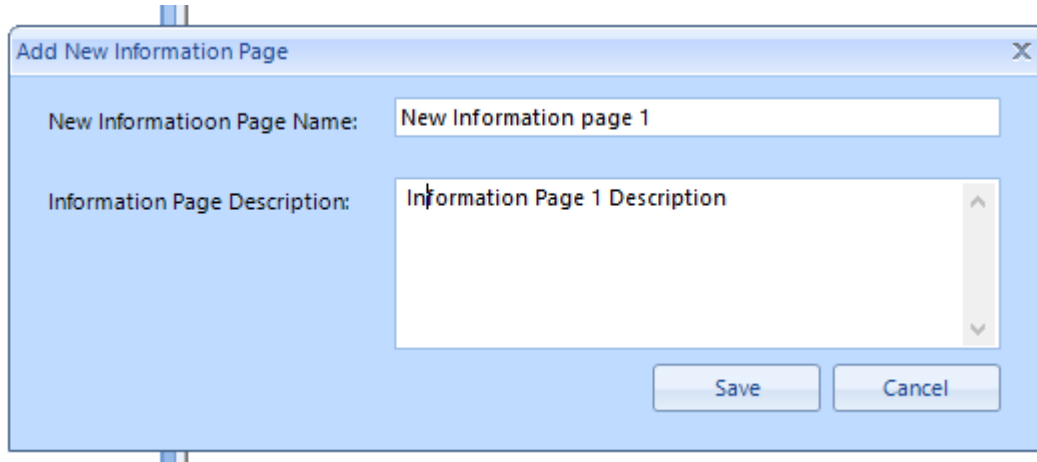 Add New Information Page
New Informatioon Page Name: New Information page 1
Information Page Description: Information Page 1 Description
Save Cancel